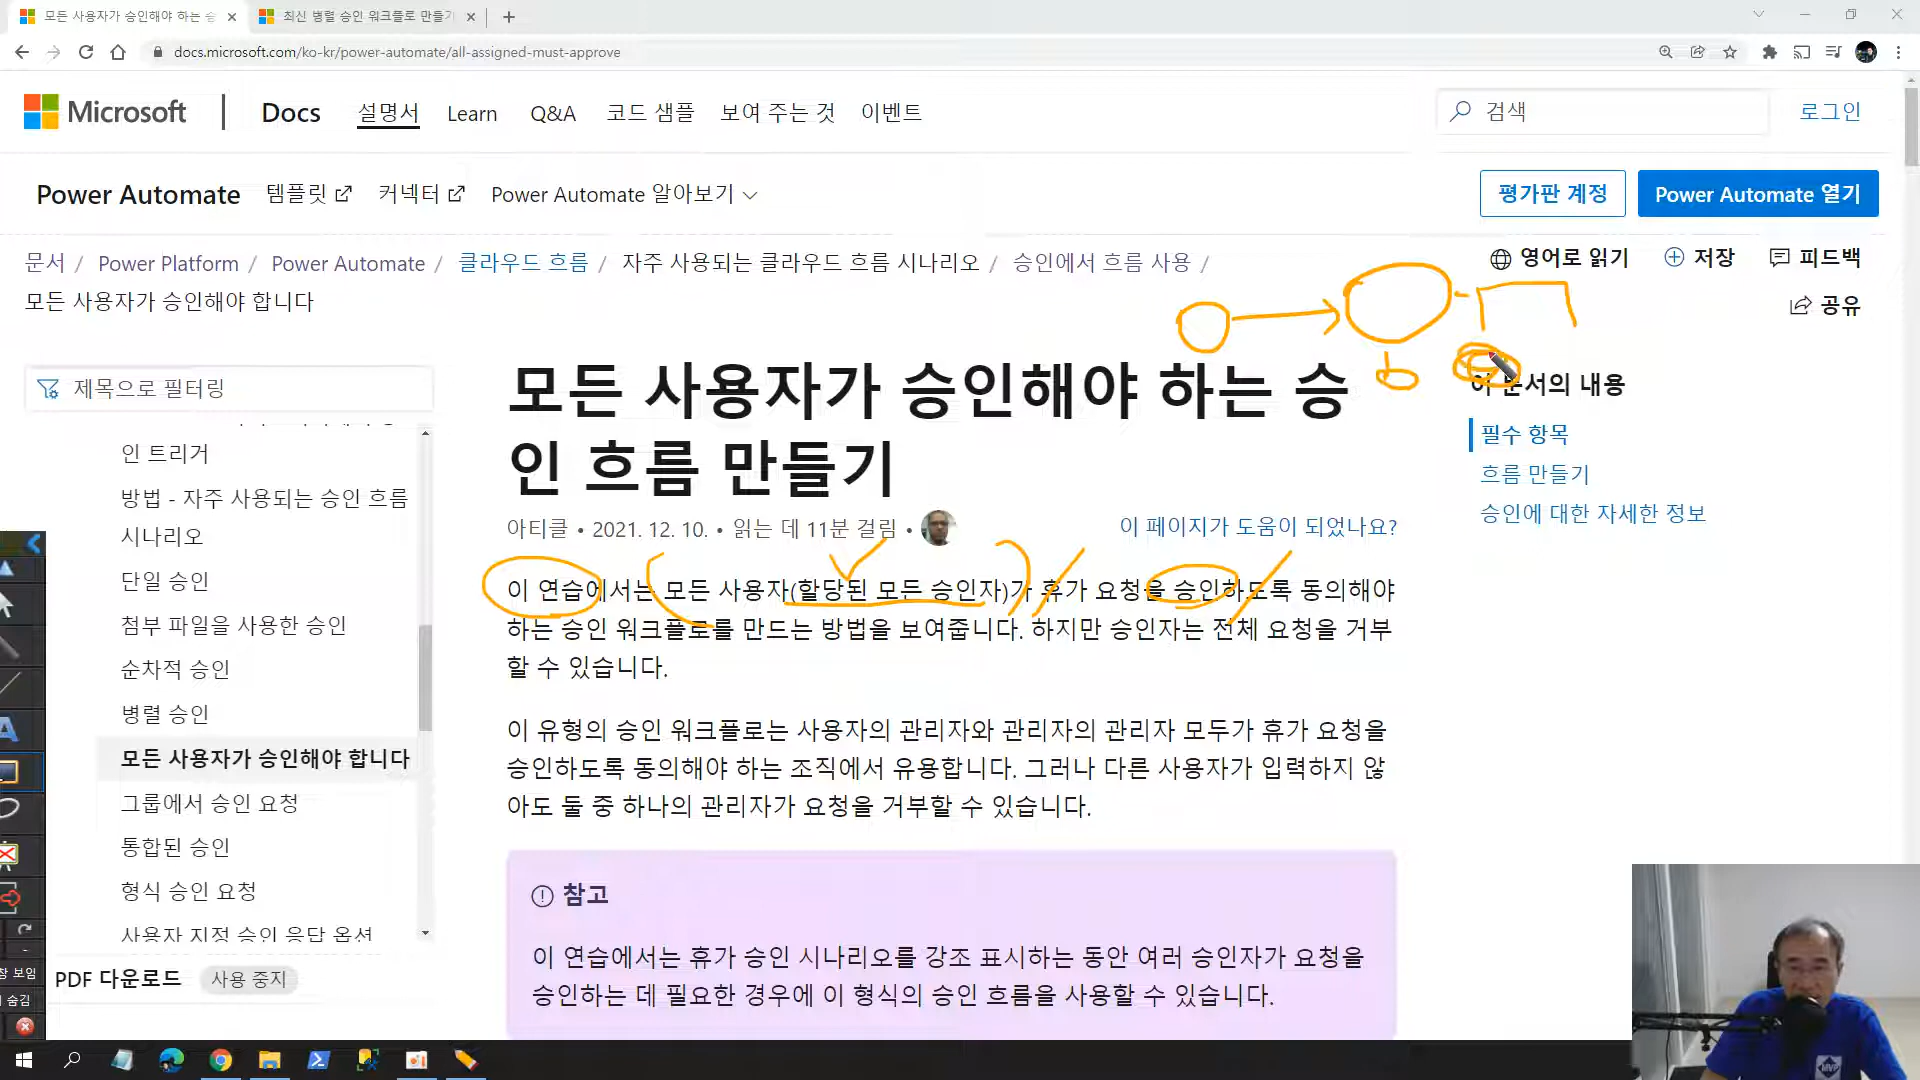 모든 사용자가 승인해야 하는 승
최신 병렬 승인 워크플로 만들기
docs.microsoft.com/ko-kr/power-automate/all-assigned-must-approve
Microsoft
Docs 설명서 Learn Q&A 코드 샘플 보여 주는 것 이벤트
검색
로그인
Power Automate 템플릿 커넥터 Power Automate 알아보기
평가판 계정
Power Automate 열기
문서 / Power Platform / Power Automate / 클라우드 흐름 / 자주 사용되는 클라우드 흐름 시나리오 / 승인에서 흐름 사용 /
모든 사용자가 승인해야 합니다
영어로 읽기 저장 피드백
공유
제목으로 필터링
인 트리거
방법 - 자주 사용되는 승인 흐름
시나리오
단일 승인
첨부 파일을 사용한 승인
순차적 승인
병렬 승인
모든 사용자가 승인해야 합니다
그룹에서 승인 요청
통합된 승인
형식 승인 요청
사용자 지정 승인 응답 옵션
PDF 다운로드
사용 중지
모든 사용자가 승인해야 하는 승
인 흐름 만들기
아티클 • 2021. 12. 10. • 읽는 데 11분 걸림 •
이 페이지가 도움이 되었나요?
이 연습에서는 모든 사용자(할당된 모든 승인자)가 휴가 요청을 승인하도록 동의해야
하는 승인 워크플로를 만드는 방법을 보여줍니다. 하지만 승인자는 전체 요청을 거부
할 수 있습니다.
이 유형의 승인 워크플로는 사용자의 관리자와 관리자의 관리자 모두가 휴가 요청을
승인하도록 동의해야 하는 조직에서 유용합니다. 그러나 다른 사용자가 입력하지 않
아도 둘 중 하나의 관리자가 요청을 거부할 수 있습니다.
참고
이 연습에서는 휴가 승인 시나리오를 강조 표시하는 동안 여러 승인자가 요청을
승인하는 데 필요한 경우에 이 형식의 승인 흐름을 사용할 수 있습니다.
이 문서의 내용
필수 항목
흐름 만들기
승인에 대한 자세한 정보
창 보임
숨김
MVP